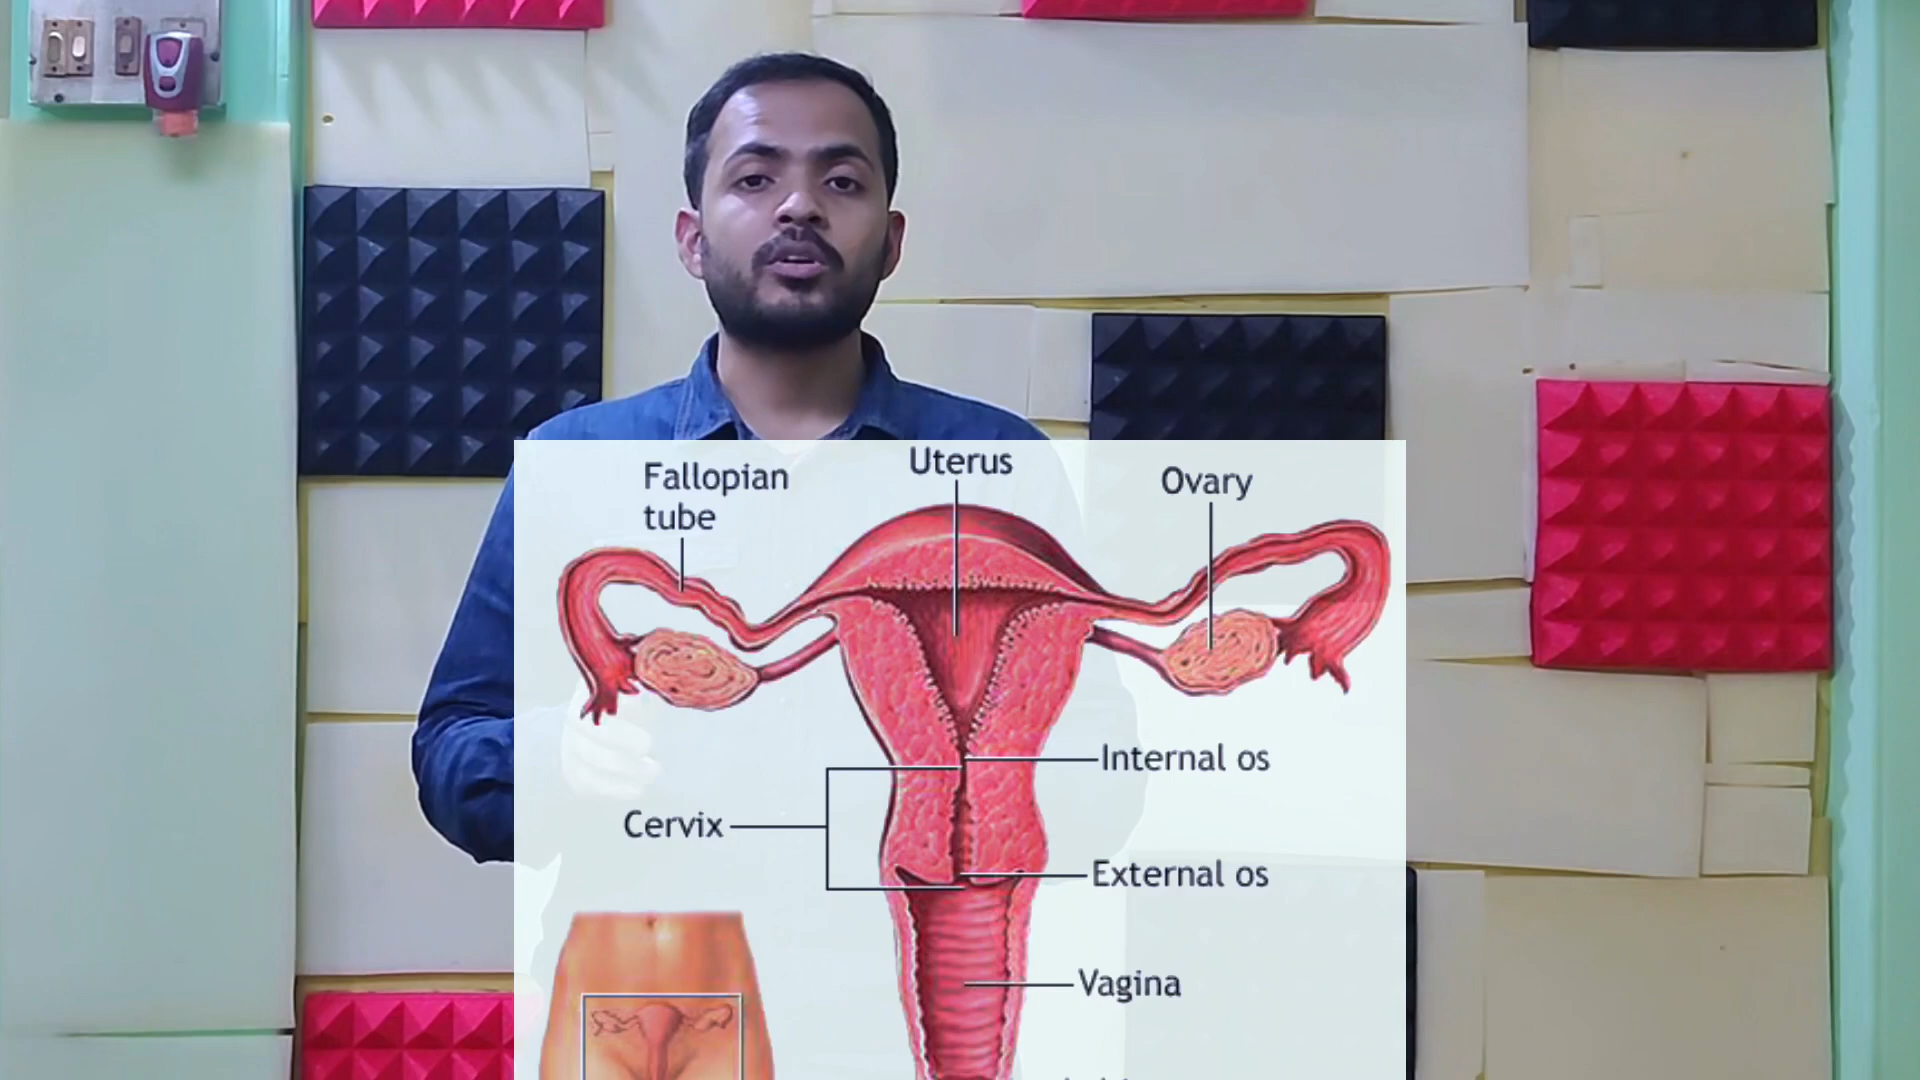 Uterus
Fallopian
tube
Ovary
Internal os
Cervix
External os
Vagina